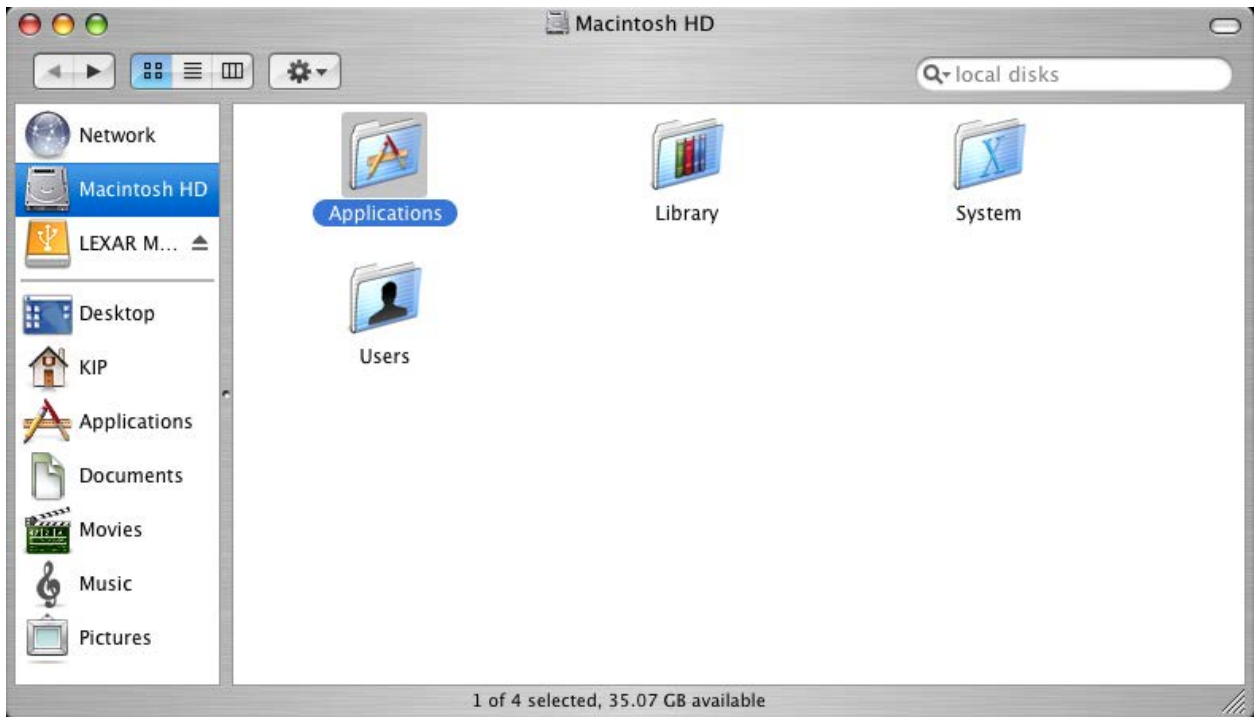 Macintosh HD
local disks
Network
Macintosh HD
LEXAR M...
Desktop
KIP
Applications
Documents
Movies
Music
Pictures
Applications
Library
System
Users
1 of 4 selected, 35.07 GB available